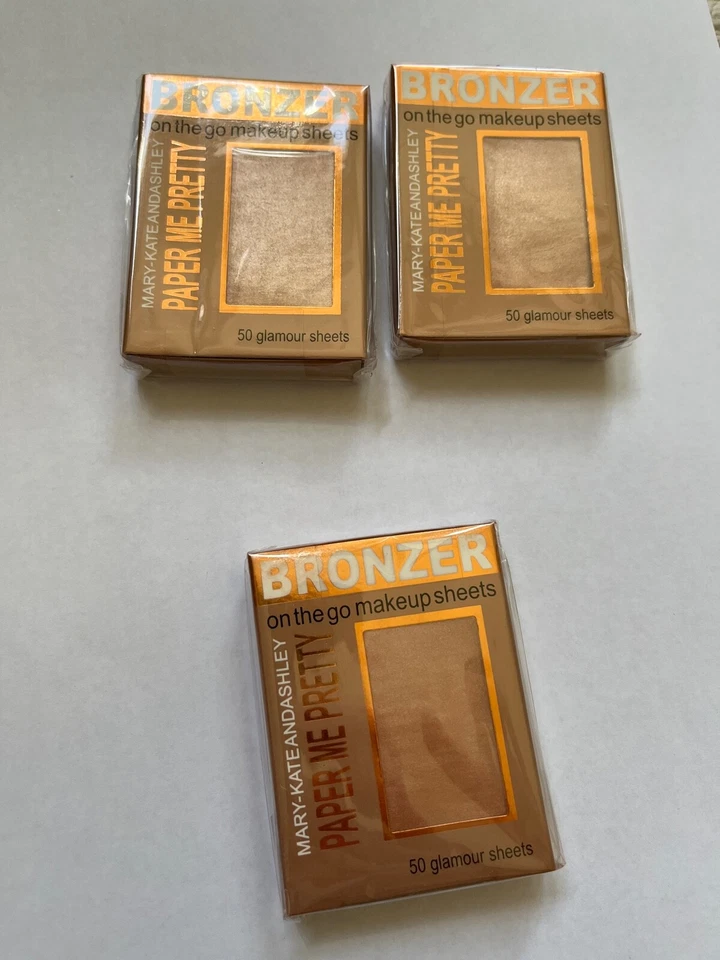 BRONZER
on the go makeup sheets
MARY-KATEANDASHLEY
PAPER ME PRETTY
50 glamour sheets
BRONZER
on the go makeup sheets
MARY-KATEANDASHLEY
PAPER ME PRETTY
50 glamour sheets
BRONZER
on the go makeup sheets
MARY-KATEANDASHLEY
PAPER ME PRETTY
50 glamour sheets